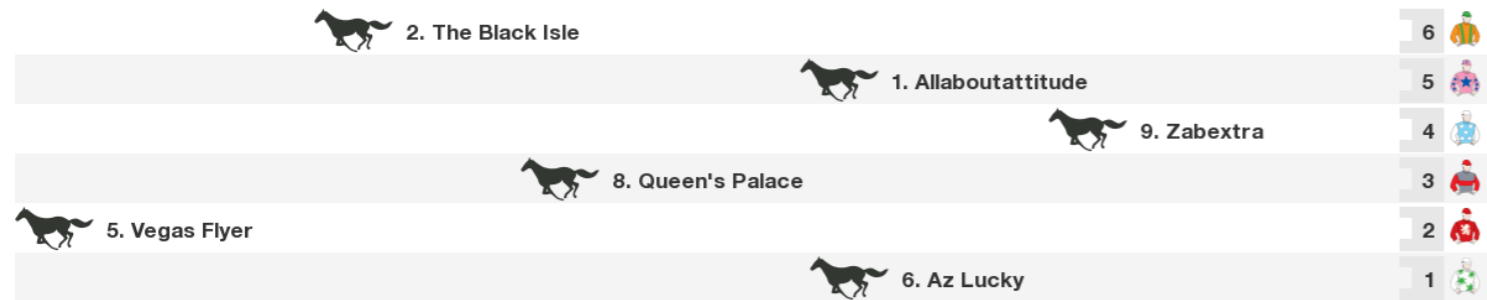 2. The Black Isle 6
1. Allaboutattitude 5
9. Zabextra 4
8. Queen's Palace 3
5. Vegas Flyer 2
6. Az Lucky 1